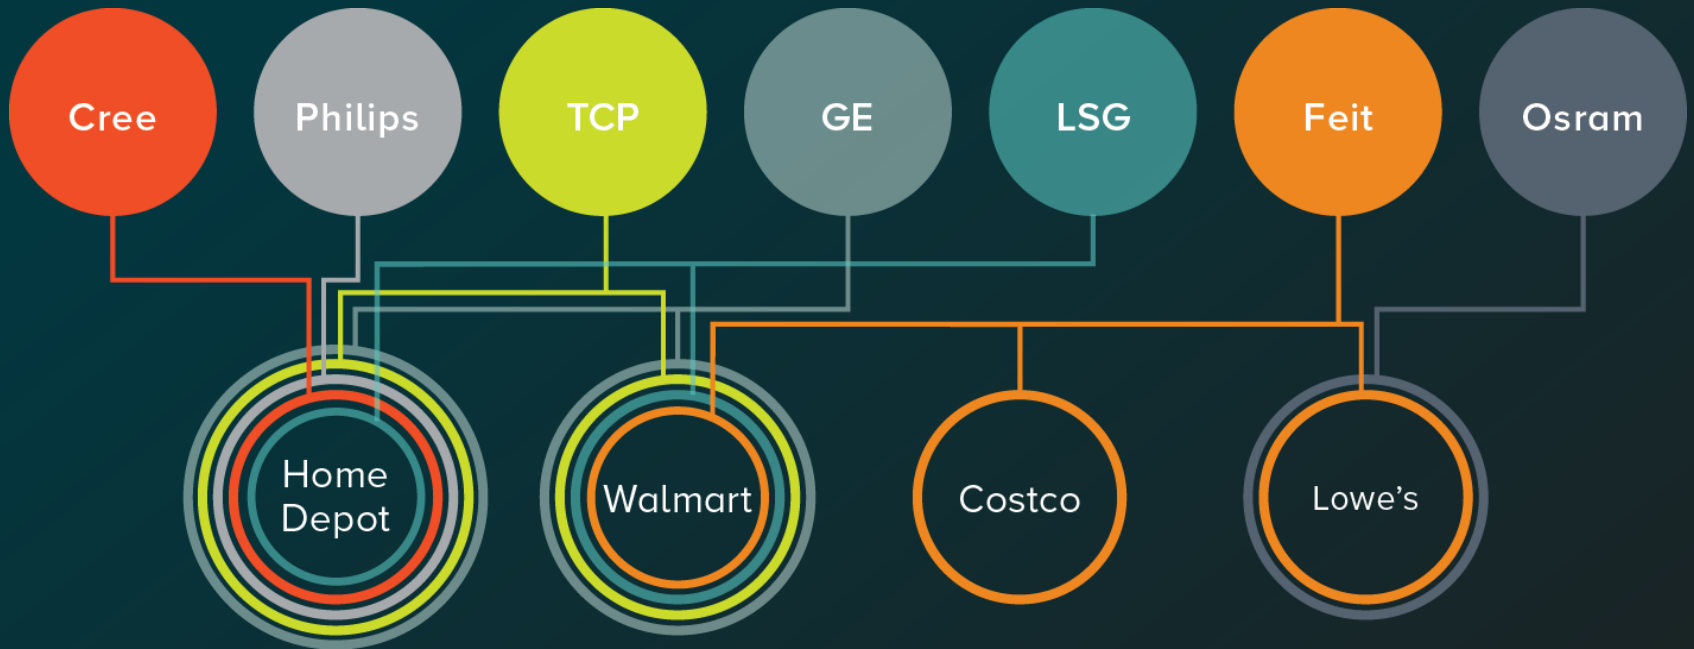 Cree
Philips
TCP
GE
LSG
Feit
Osram
Home
Depot
Walmart
Costco
Lowe’s